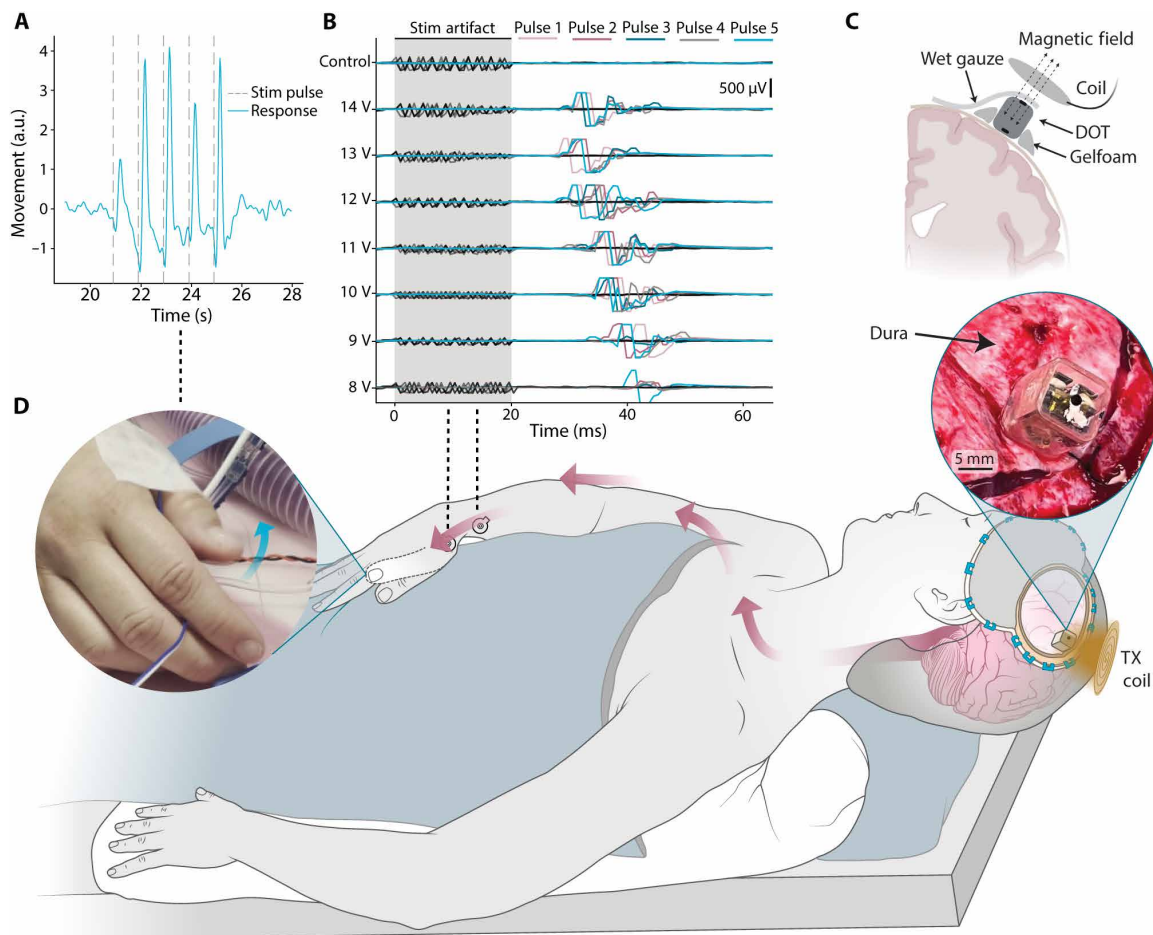 A
Movement (a.u.)
4
3
2
1
0
−1
Stim pulse
Response
20 22 24 26 28
Time (s)
B
Stim artifact
Pulse 1 Pulse 2 Pulse 3 Pulse 4 Pulse 5
Control
500 μV
14 V
13 V
12 V
11 V
10 V
9 V
8 V
0 20 40 60
Time (ms)
C
Magnetic field
Wet gauze
Coil
DOT
Gelfoam
Dura
5 mm
D
TX
coil